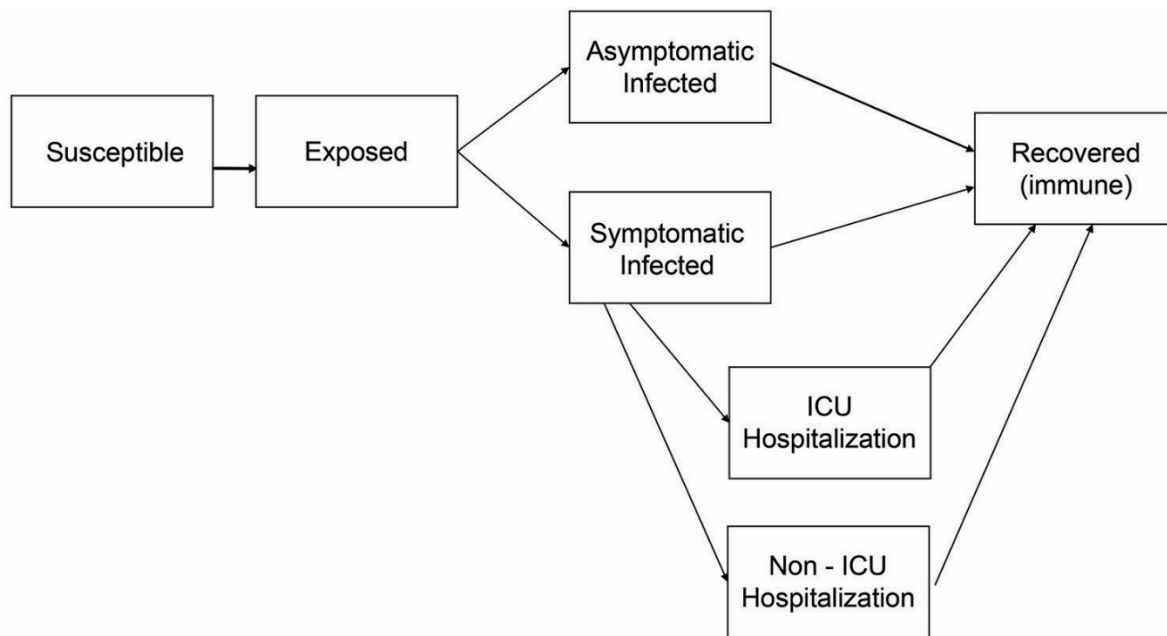 Susceptible
Exposed
Asymptomatic
Infected
Symptomatic
Infected
Recovered
(immune)
ICU
Hospitalization
Non - ICU
Hospitalization